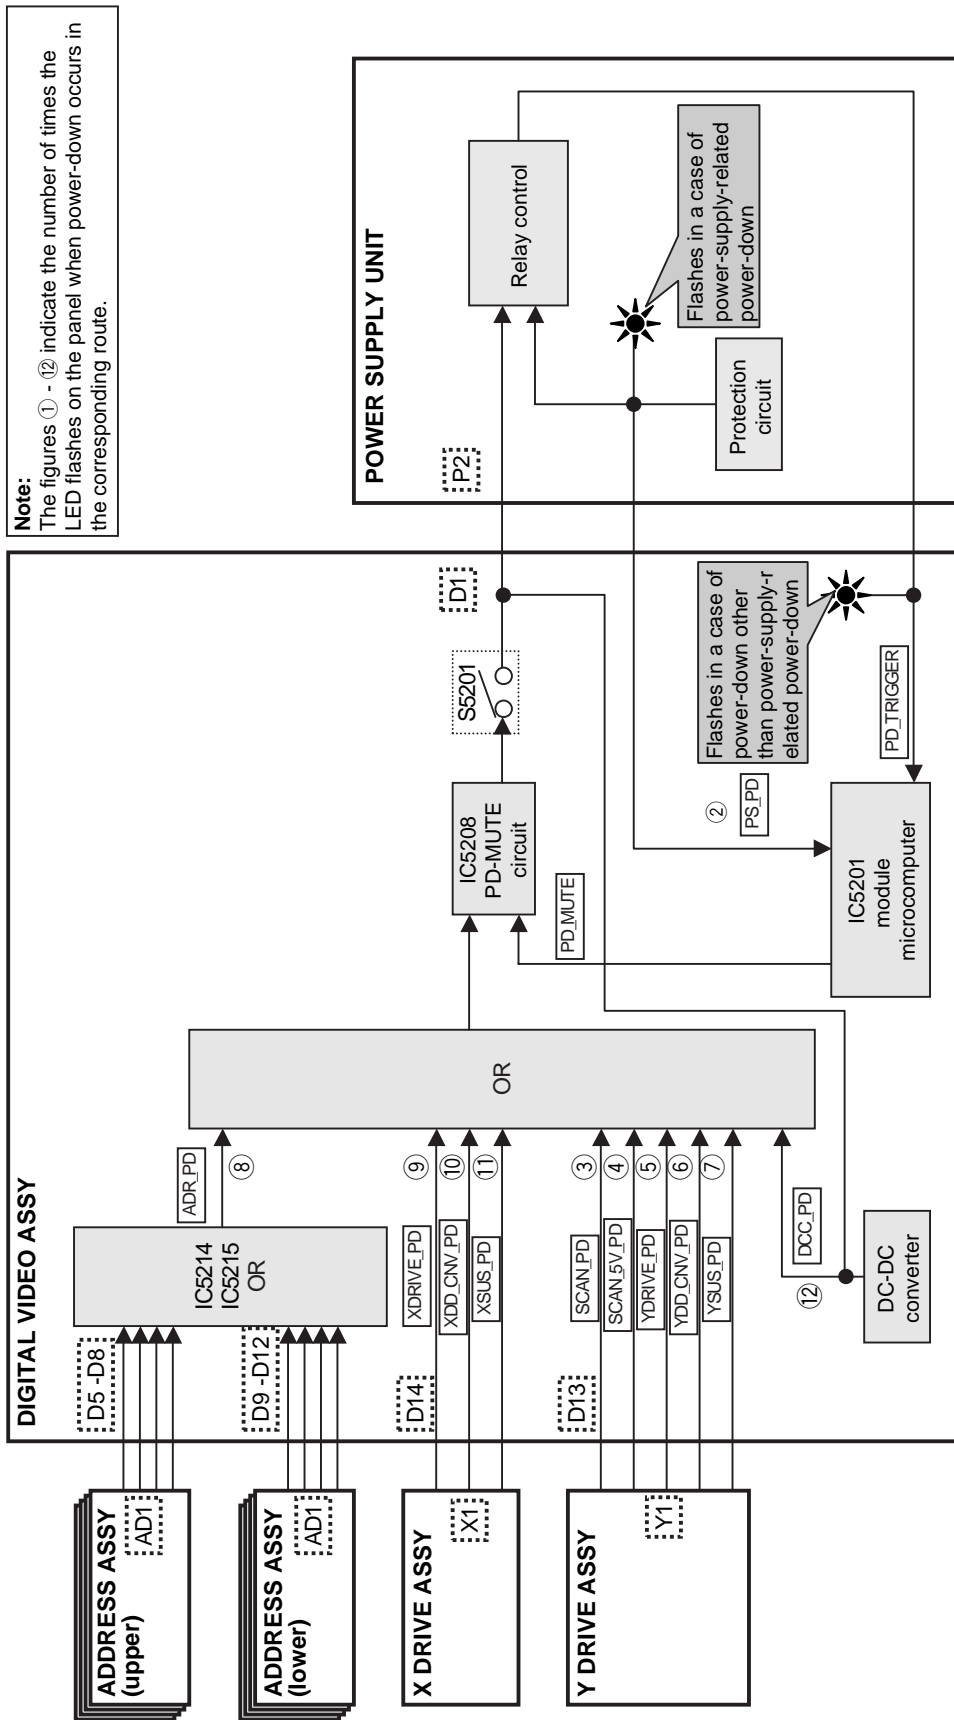 Note:
The figures ① - ⑫ indicate the number of times the
LED flashes on the panel when power-down occurs in
the corresponding route.
DIGITAL VIDEO ASSY
POWER SUPPLY UNIT
ADDRESS ASSY
(upper)
AD1
D5 -D8
IC5214
IC5215
OR
ADR_PD
⑧
ADDRESS ASSY
(lower)
AD1
D9 -D12
X DRIVE ASSY
X1
D14
XDRIVE_PD
⑨
XDD_CNV_PD
⑩
XSUS_PD
⑪
Y DRIVE ASSY
Y1
D13
SCAN_PD
③
SCAN_5V_PD
④
YDRIVE_PD
⑤
YDD_CNV_PD
⑥
YSUS_PD
⑦
DCC_PD
⑫
DC-DC
converter
OR
IC5208
PD-MUTE
circuit
PD_MUTE
S5201
D1
P2
Relay control
②
PS_PD
IC5201
module
microcomputer
PD_TRIGGER
Flashes in a case of
power-down other
than power-supply-r
elated power-down
Protection
circuit
Flashes in a case of
power-supply-related
power-down